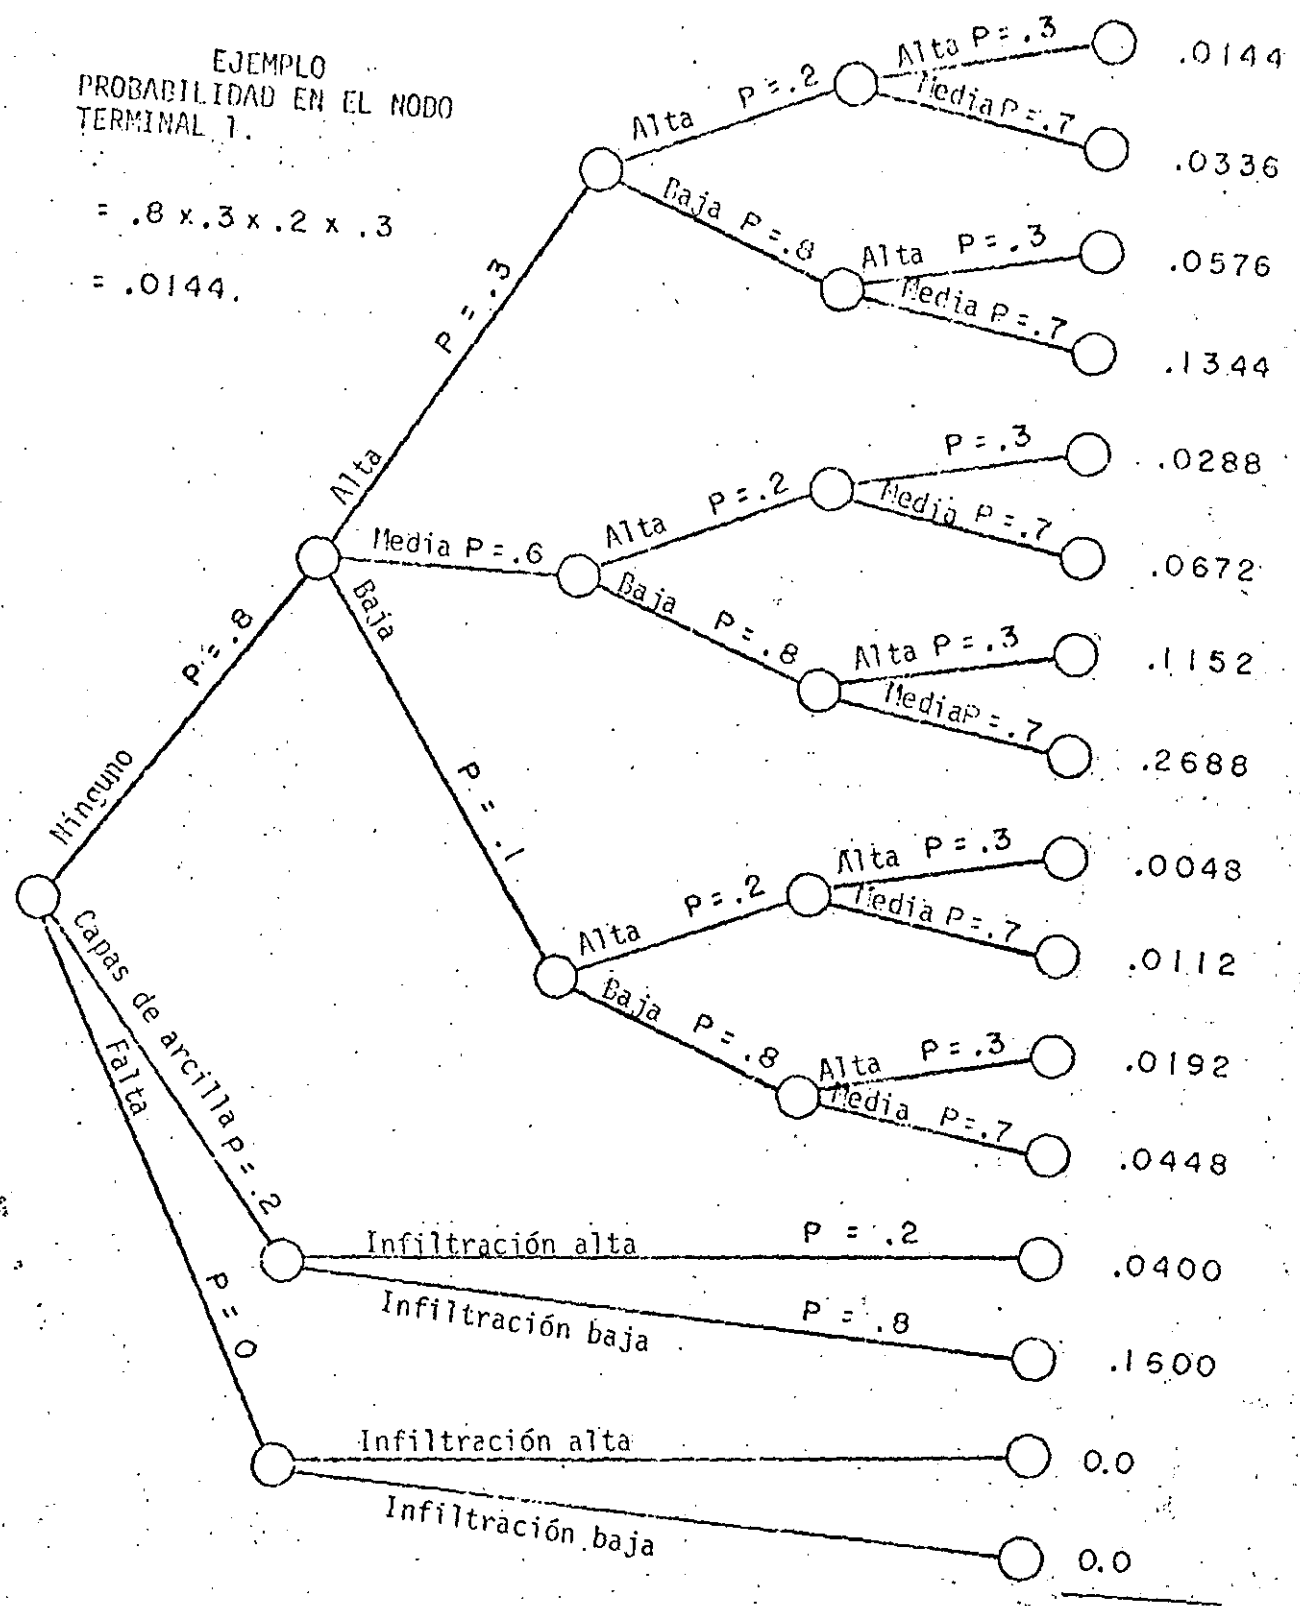 EJEMPLO
PROBABILIDAD EN EL NODO
TERMINAL 1.
= .8 x .3 x .2 x .3
= .0144.
Alta P = .3
.0144
Alta P = .2
Media P = .7
.0336
Baja P = .8
Alta P = .3
.0576
Media P = .7
.1344
Alta P = .3
P = .3
.0288
Alta P = .2
Media P = .7
.0672
Media P = .6
Baja P = .8
Alta P = .3
.1152
Media P = .7
.2688
Baja P = .1
Ninguno P = .8
Alta P = .3
.0048
Alta P = .2
Media P = .7
.0112
Baja P = .8
Alta P = .3
.0192
Media P = .7
.0448
Capas de arcilla P = .2
Infiltración alta P = .2
.0400
Infiltración baja P = .8
.1600
Falta P = 0
Infiltración alta
0.0
Infiltración baja
0.0